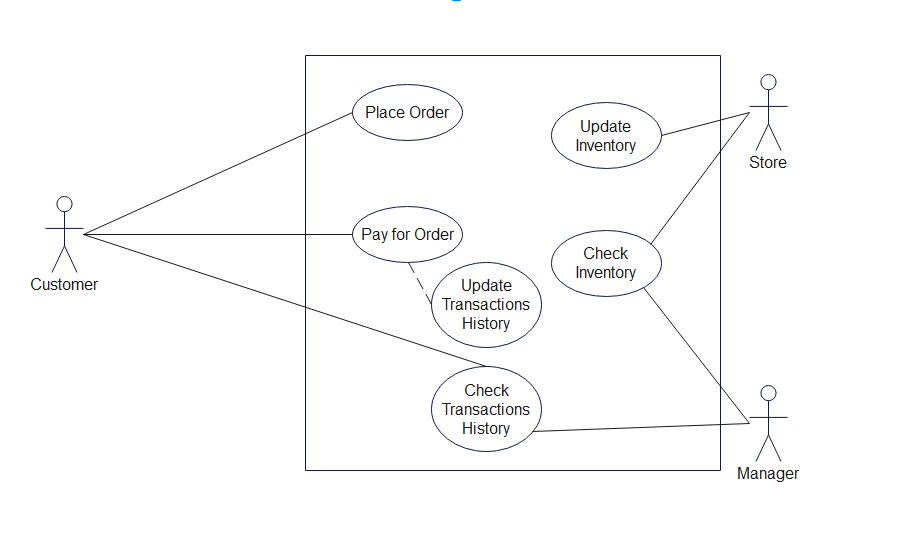 Place Order
Update
Inventory
Store
Customer
Pay for Order
Check
Inventory
Update
Transactions
History
Check
Transactions
History
Manager